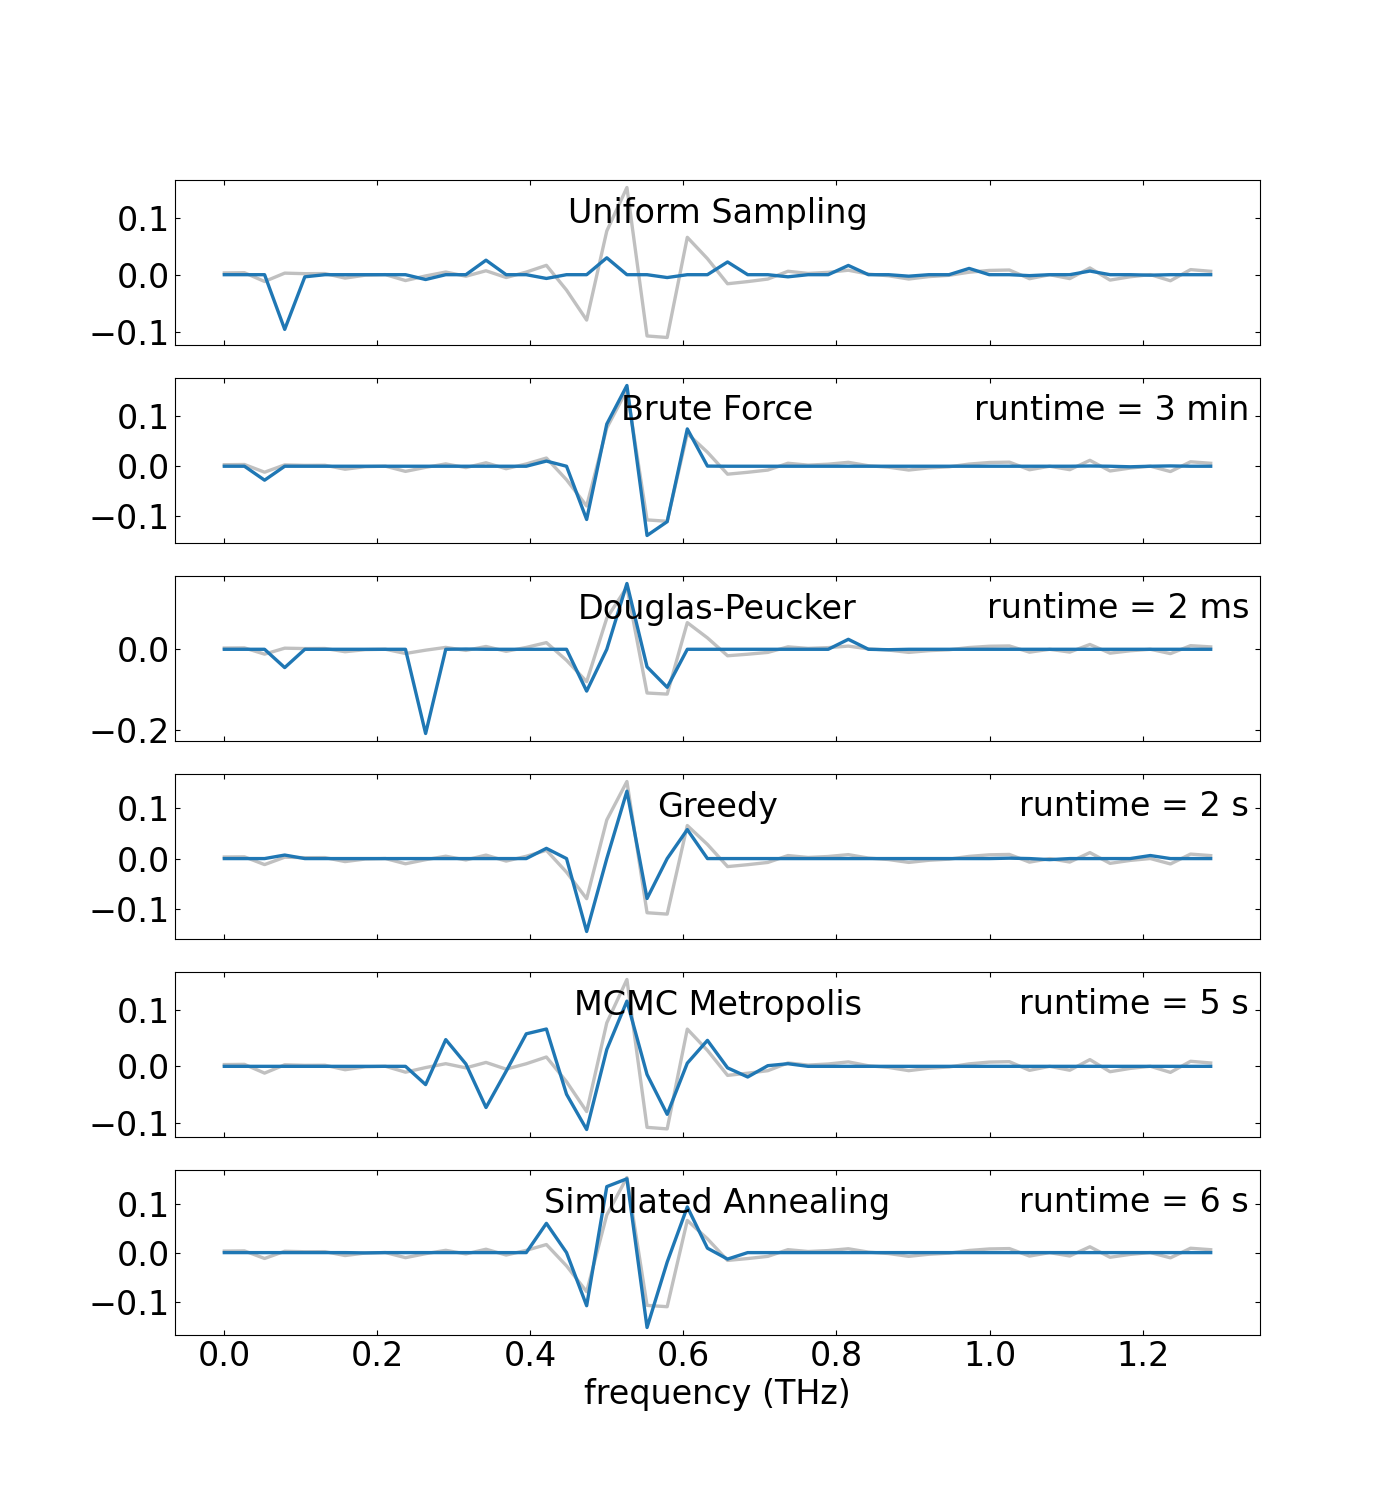 Uniform Sampling
0.1
0.0
−0.1
Brute Force runtime = 3 min
0.1
0.0
−0.1
Douglas-Peucker runtime = 2 ms
0.0
−0.2
Greedy runtime = 2 s
0.1
0.0
−0.1
MCMC Metropolis runtime = 5 s
0.1
0.0
−0.1
Simulated Annealing runtime = 6 s
0.1
0.0
−0.1
0.0 0.2 0.4 0.6 0.8 1.0 1.2
frequency (THz)